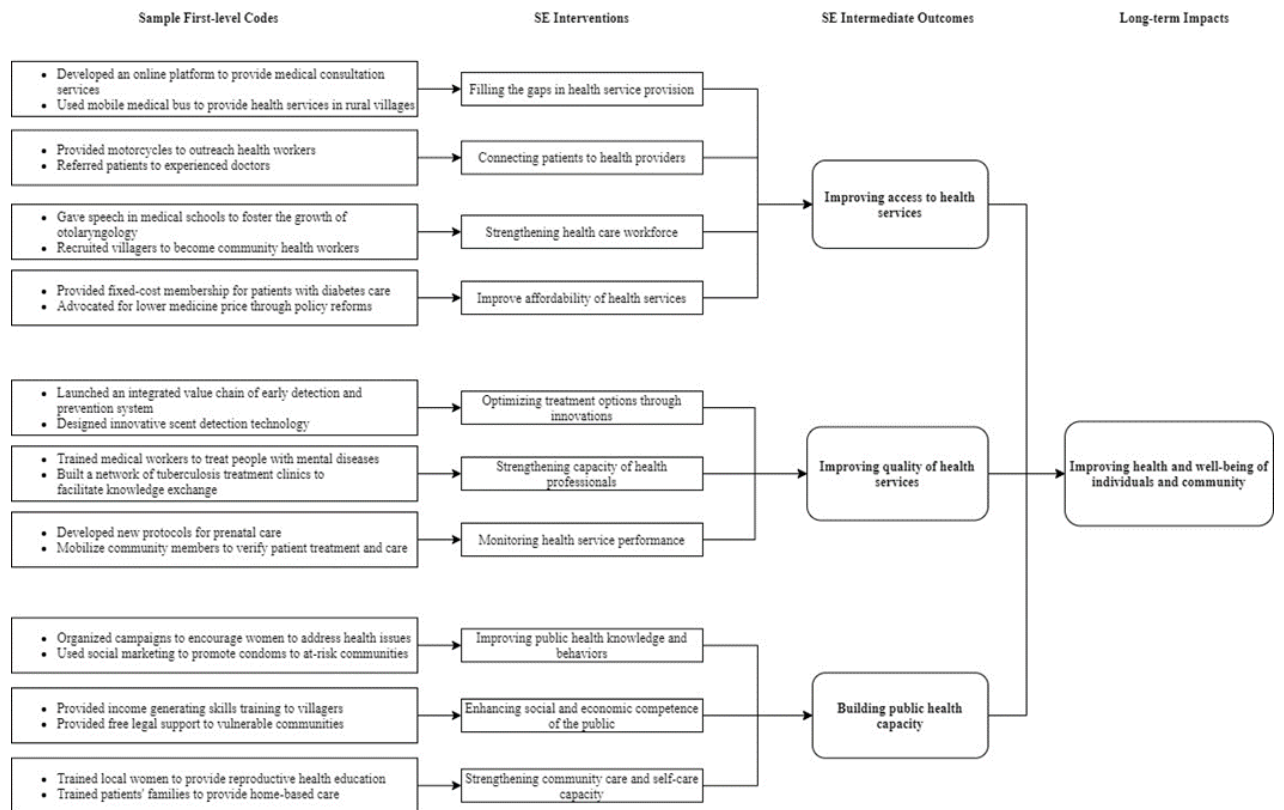 Sample First-level Codes
SE Interventions
SE Intermediate Outcomes
Long-term Impacts
• Developed an online platform to provide medical consultation
services
• Used mobile medical bus to provide health services in rural villages
Filling the gaps in health service provision
• Provided motorcycles to outreach health workers
• Referred patients to experienced doctors
Connecting patients to health providers
• Gave speech in medical schools to foster the growth of
otolaryngology
• Recruited villagers to become community health workers
Strengthening health care workforce
• Provided fixed-cost membership for patients with diabetes care
• Advocated for lower medicine price through policy reforms
Improve affordability of health services
Improving access to health
services
• Launched an integrated value chain of early detection and
prevention system
• Designed innovative scent detection technology
Optimizing treatment options through
innovations
• Trained medical workers to treat people with mental diseases
• Built a network of tuberculosis treatment clinics to
facilitate knowledge exchange
Strengthening capacity of health
professionals
• Developed new protocols for prenatal care
• Mobilize community members to verify patient treatment and care
Monitoring health service performance
Improving quality of health
services
• Organized campaigns to encourage women to address health issues
• Used social marketing to promote condoms to at-risk communities
Improving public health knowledge and
behaviors
• Provided income generating skills training to villagers
• Provided free legal support to vulnerable communities
Enhancing social and economic competence
of the public
• Trained local women to provide reproductive health education
• Trained patients' families to provide home-based care
Strengthening community care and self-care
capacity
Building public health
capacity
Improving health and well-being of
individuals and community